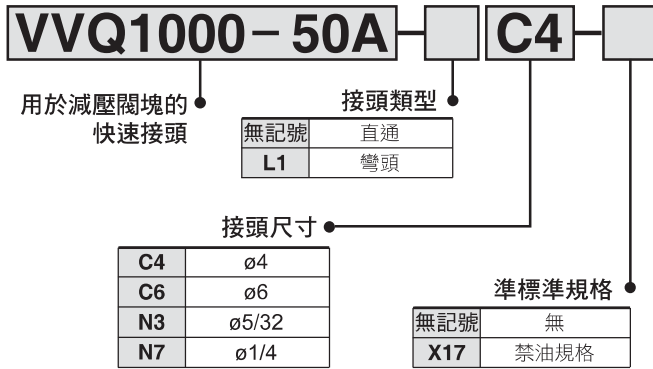 VVQ1000-50A- C4-
用於減壓閥塊的
快速接頭
接頭類型
無記號 直通
L1 彎頭
接頭尺寸
C4 ø4
C6 ø6
N3 ø5/32
N7 ø1/4
準標準規格
無記號 無
X17 禁油規格